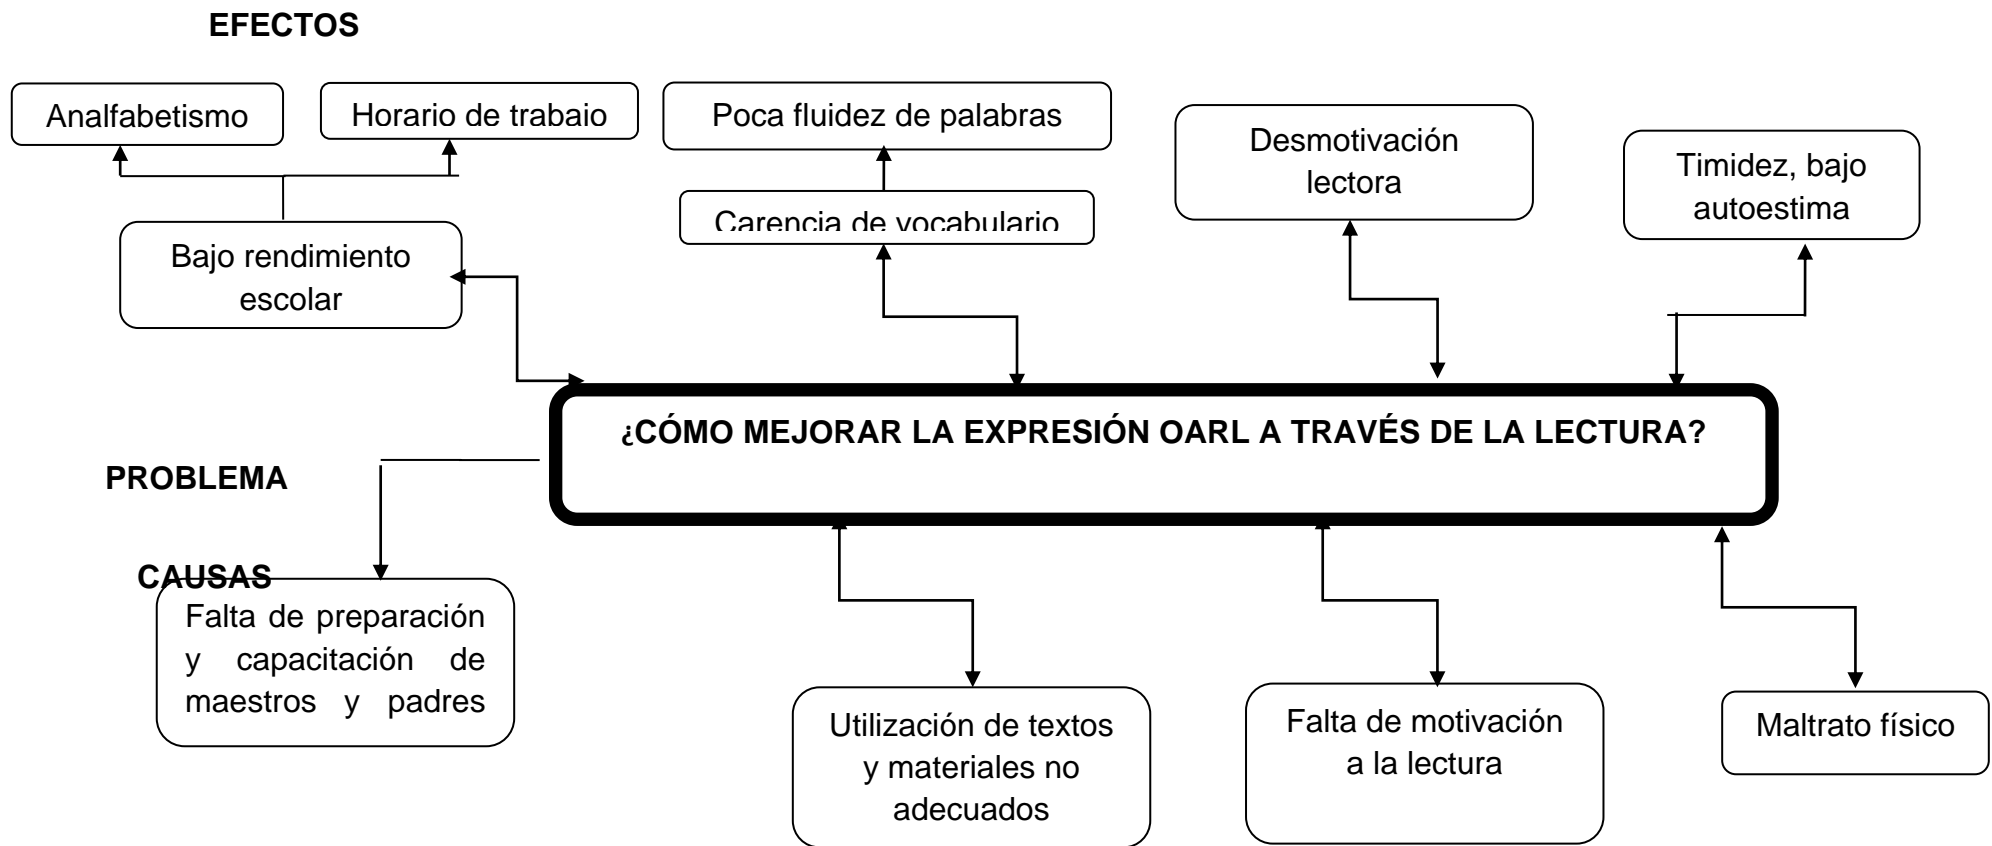 EFECTOS
Analfabetismo
Horario de trabajo
Poca fluidez de palabras
Desmotivación
lectora
Timidez, bajo
autoestima
Carencia de vocabulario
Bajo rendimiento
escolar
¿CÓMO MEJORAR LA EXPRESIÓN OARL A TRAVÉS DE LA LECTURA?
PROBLEMA
CAUSAS
Falta de preparación
y capacitación de
maestros y padres
Utilización de textos
y materiales no
adecuados
Falta de motivación
a la lectura
Maltrato físico